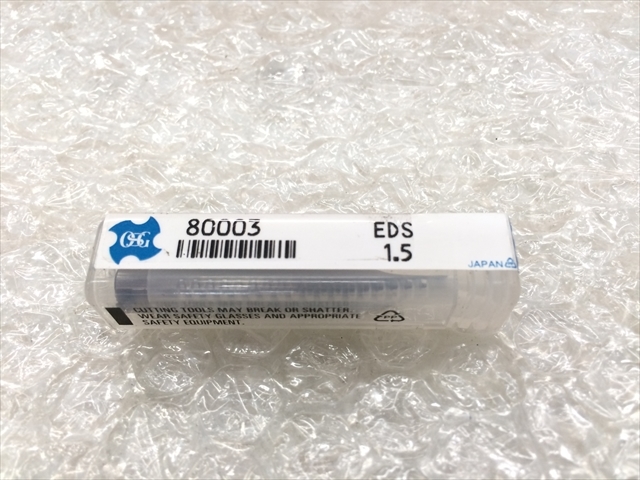 OSG
80003
EDS
1.5
JAPAN
CUTTING TOOLS MAY BREAK OR SHATTER.
WEAR SAFETY GLASSES AND APPROPRIATE
SAFETY EQUIPMENT.